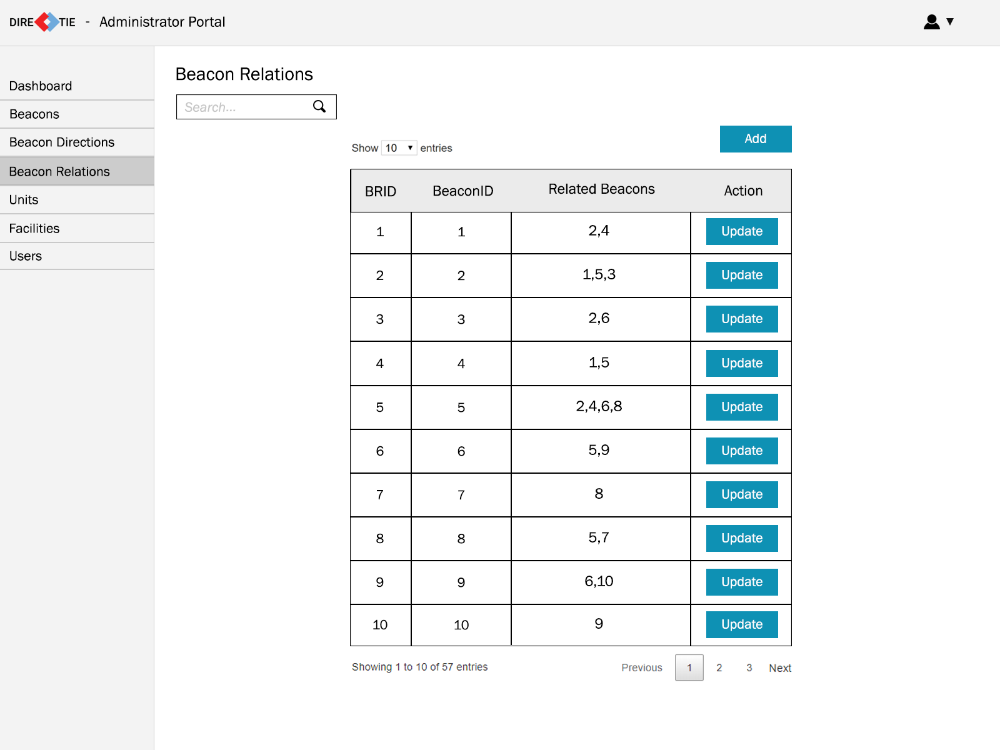 DIRE TIE - Administrator Portal ▼
Dashboard
Beacons
Beacon Directions
Beacon Relations
Units
Facilities
Users
Beacon Relations
Search...
Add
Show 10 ▼ entries
BRID BeaconID Related Beacons Action
1 1 2,4 Update
2 2 1,5,3 Update
3 3 2,6 Update
4 4 1,5 Update
5 5 2,4,6,8 Update
6 6 5,9 Update
7 7 8 Update
8 8 5,7 Update
9 9 6,10 Update
10 10 9 Update
Showing 1 to 10 of 57 entries Previous 1 2 3 Next